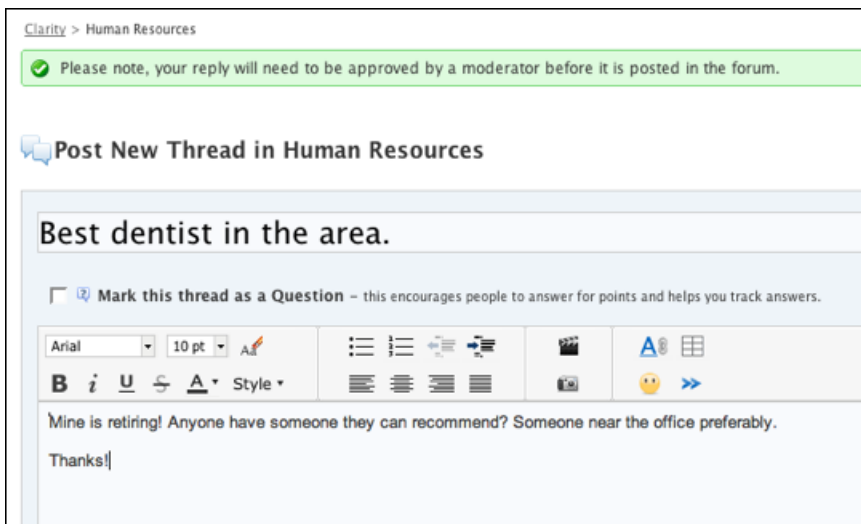 Clarity > Human Resources
Please note, your reply will need to be approved by a moderator before it is posted in the forum.
Post New Thread in Human Resources
Best dentist in the area.
Mark this thread as a Question – this encourages people to answer for points and helps you track answers.
Arial 10 pt
B i U S A Style
Mine is retiring! Anyone have someone they can recommend? Someone near the office preferably.
Thanks!